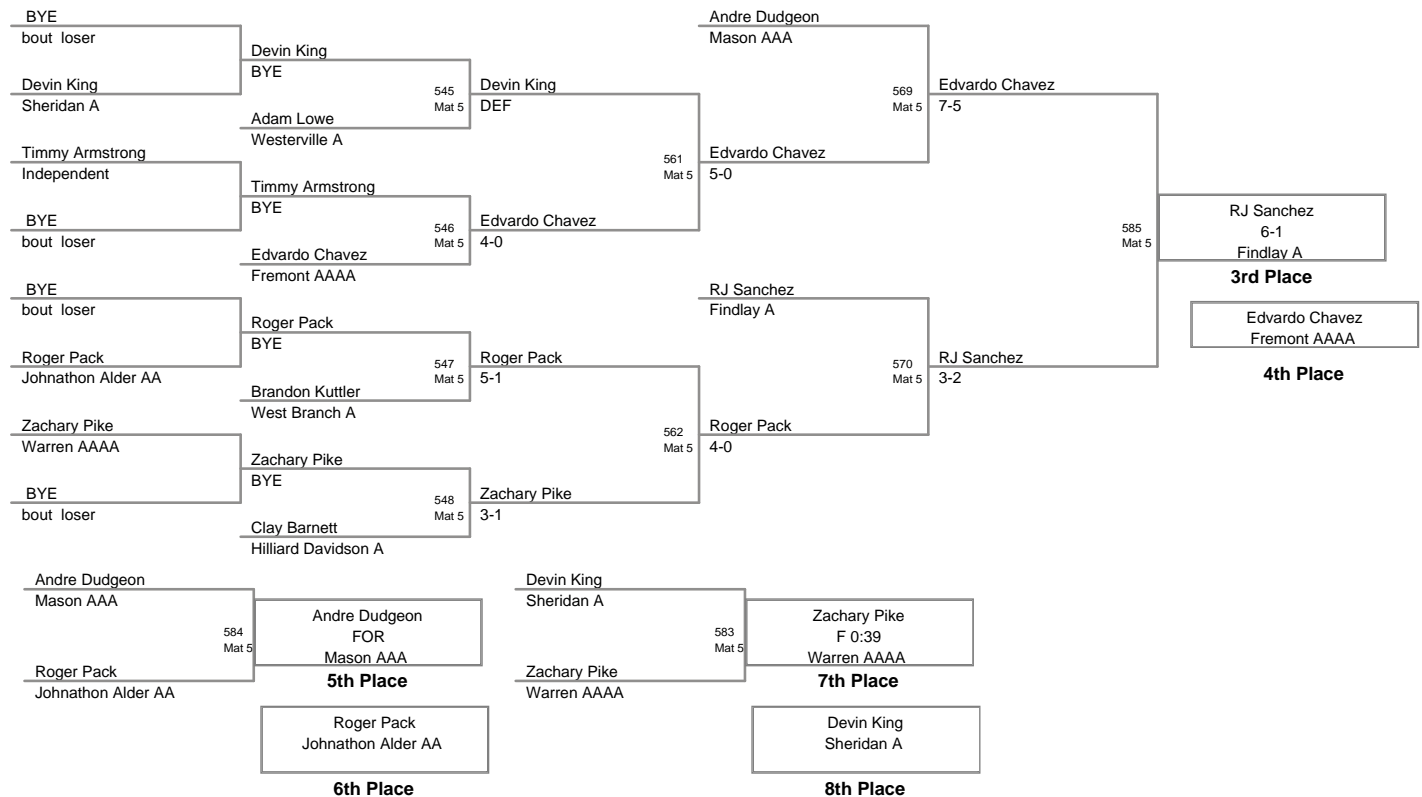 BYE
bout loser
Devin King
Sheridan A
Timmy Armstrong
Independent
BYE
bout loser
BYE
bout loser
Roger Pack
Johnathon Alder AA
Zachary Pike
Warren AAAA
BYE
bout loser
Devin King
BYE
Adam Lowe
Westerville A
Timmy Armstrong
BYE
Edvardo Chavez
Fremont AAAA
Roger Pack
BYE
Brandon Kuttler
West Branch A
Zachary Pike
BYE
Clay Barnett
Hilliard Davidson A
545
Mat 5
546
Mat 5
547
Mat 5
548
Mat 5
Devin King
DEF
Edvardo Chavez
4-0
Roger Pack
5-1
Zachary Pike
3-1
561
Mat 5
562
Mat 5
Andre Dudgeon
Mason AAA
Edvardo Chavez
5-0
RJ Sanchez
Findlay A
Roger Pack
4-0
569
Mat 5
570
Mat 5
Edvardo Chavez
7-5
RJ Sanchez
3-2
585
Mat 5
RJ Sanchez
6-1
Findlay A
3rd Place
Edvardo Chavez
Fremont AAAA
4th Place
Andre Dudgeon
Mason AAA
Roger Pack
Johnathon Alder AA
584
Mat 5
Andre Dudgeon
FOR
Mason AAA
5th Place
Roger Pack
Johnathon Alder AA
6th Place
Devin King
Sheridan A
Zachary Pike
Warren AAAA
583
Mat 5
Zachary Pike
F 0:39
Warren AAAA
7th Place
Devin King
Sheridan A
8th Place